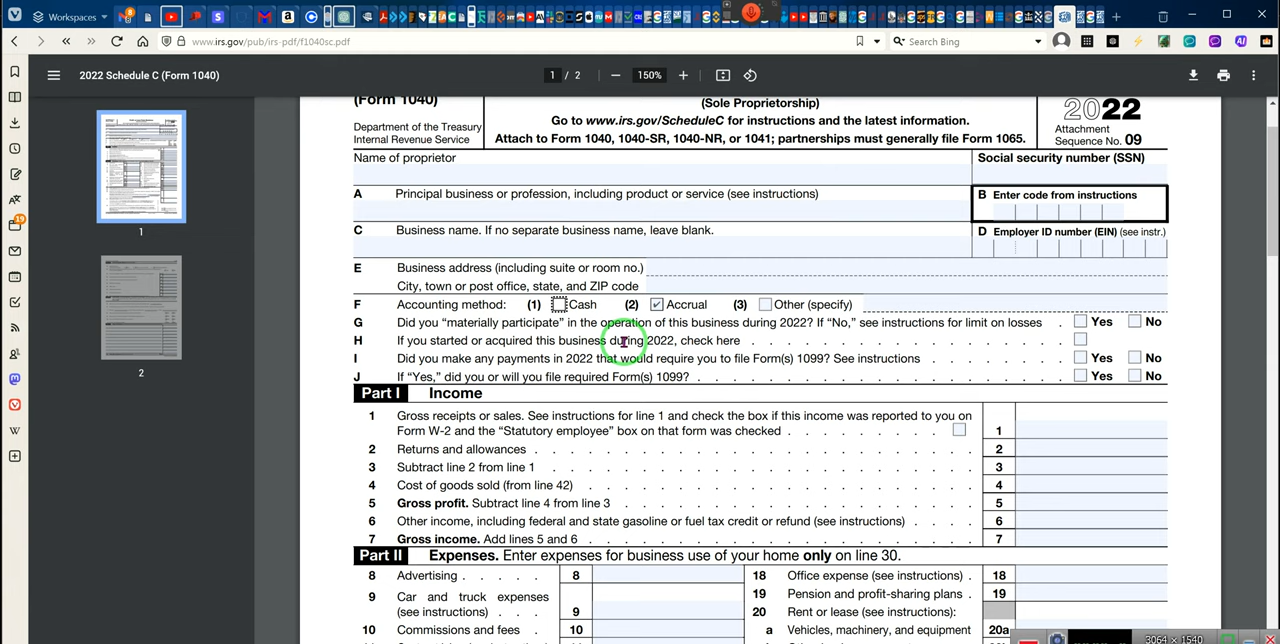 Workspaces
www.irs.gov/pub/irs-pdf/f1040sc.pdf
Search Bing
2022 Schedule C (Form 1040)
1 / 2
150%
1
2
(Form 1040)
Department of the Treasury
Internal Revenue Service
(Sole Proprietorship)
Go to www.irs.gov/ScheduleC for instructions and the latest information.
Attach to Form 1040, 1040-SR, 1040-NR, or 1041; partnerships must generally file Form 1065.
2022
Attachment
Sequence No. 09
Name of proprietor
Social security number (SSN)
A Principal business or profession, including product or service (see instructions)
B Enter code from instructions
C Business name. If no separate business name, leave blank.
D Employer ID number (EIN) (see instr.)
E Business address (including suite or room no.)
City, town or post office, state, and ZIP code
F Accounting method: (1) Cash (2) Accrual (3) Other (specify)
G Did you “materially participate” in the operation of this business during 2022? If “No,” see instructions for limit on losses . Yes No
H If you started or acquired this business during 2022, check here
I Did you make any payments in 2022 that would require you to file Form(s) 1099? See instructions Yes No
J If “Yes,” did you or will you file required Form(s) 1099? Yes No
Part I Income
1 Gross receipts or sales. See instructions for line 1 and check the box if this income was reported to you on
Form W-2 and the “Statutory employee” box on that form was checked 1
2 Returns and allowances 2
3 Subtract line 2 from line 1 3
4 Cost of goods sold (from line 42) 4
5 Gross profit. Subtract line 4 from line 3 5
6 Other income, including federal and state gasoline or fuel tax credit or refund (see instructions) 6
7 Gross income. Add lines 5 and 6 7
Part II Expenses. Enter expenses for business use of your home only on line 30.
8 Advertising 8
9 Car and truck expenses
(see instructions) 9
10 Commissions and fees 10
18 Office expense (see instructions) 18
19 Pension and profit-sharing plans 19
20 Rent or lease (see instructions):
a Vehicles, machinery, and equipment 20a
3064 × 1540